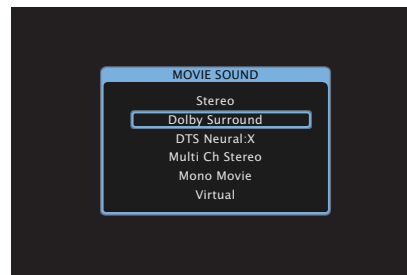 MOVIE SOUND
Stereo
Dolby Surround
DTS Neural:X
Multi Ch Stereo
Mono Movie
Virtual